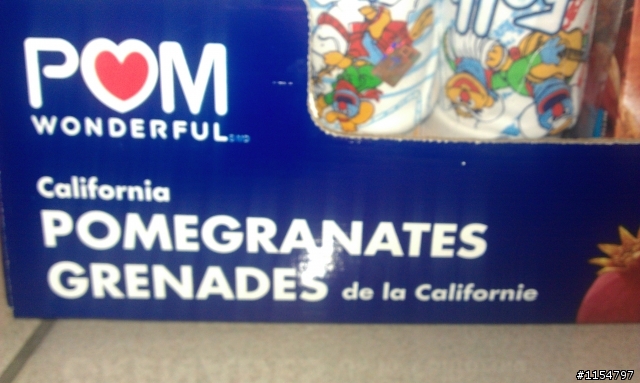 POM
WONDERFUL
California
POMEGRANATES
GRENADES de la Californie
#1154797